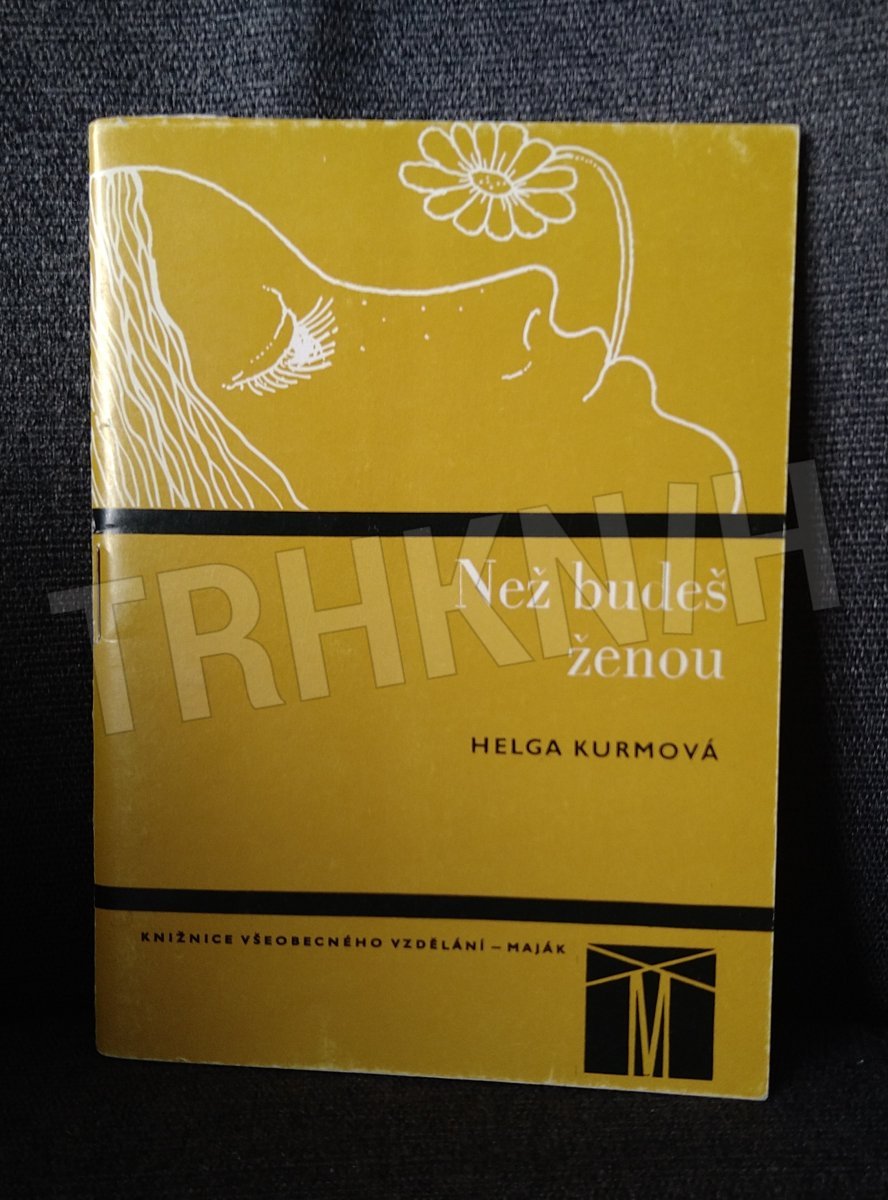 Než budeš
ženou
HELGA KURMOVÁ
KNIŽNICE VŠEOBECNÉHO VZDĚLÁNÍ – MAJÁK
M
TRHKNIH